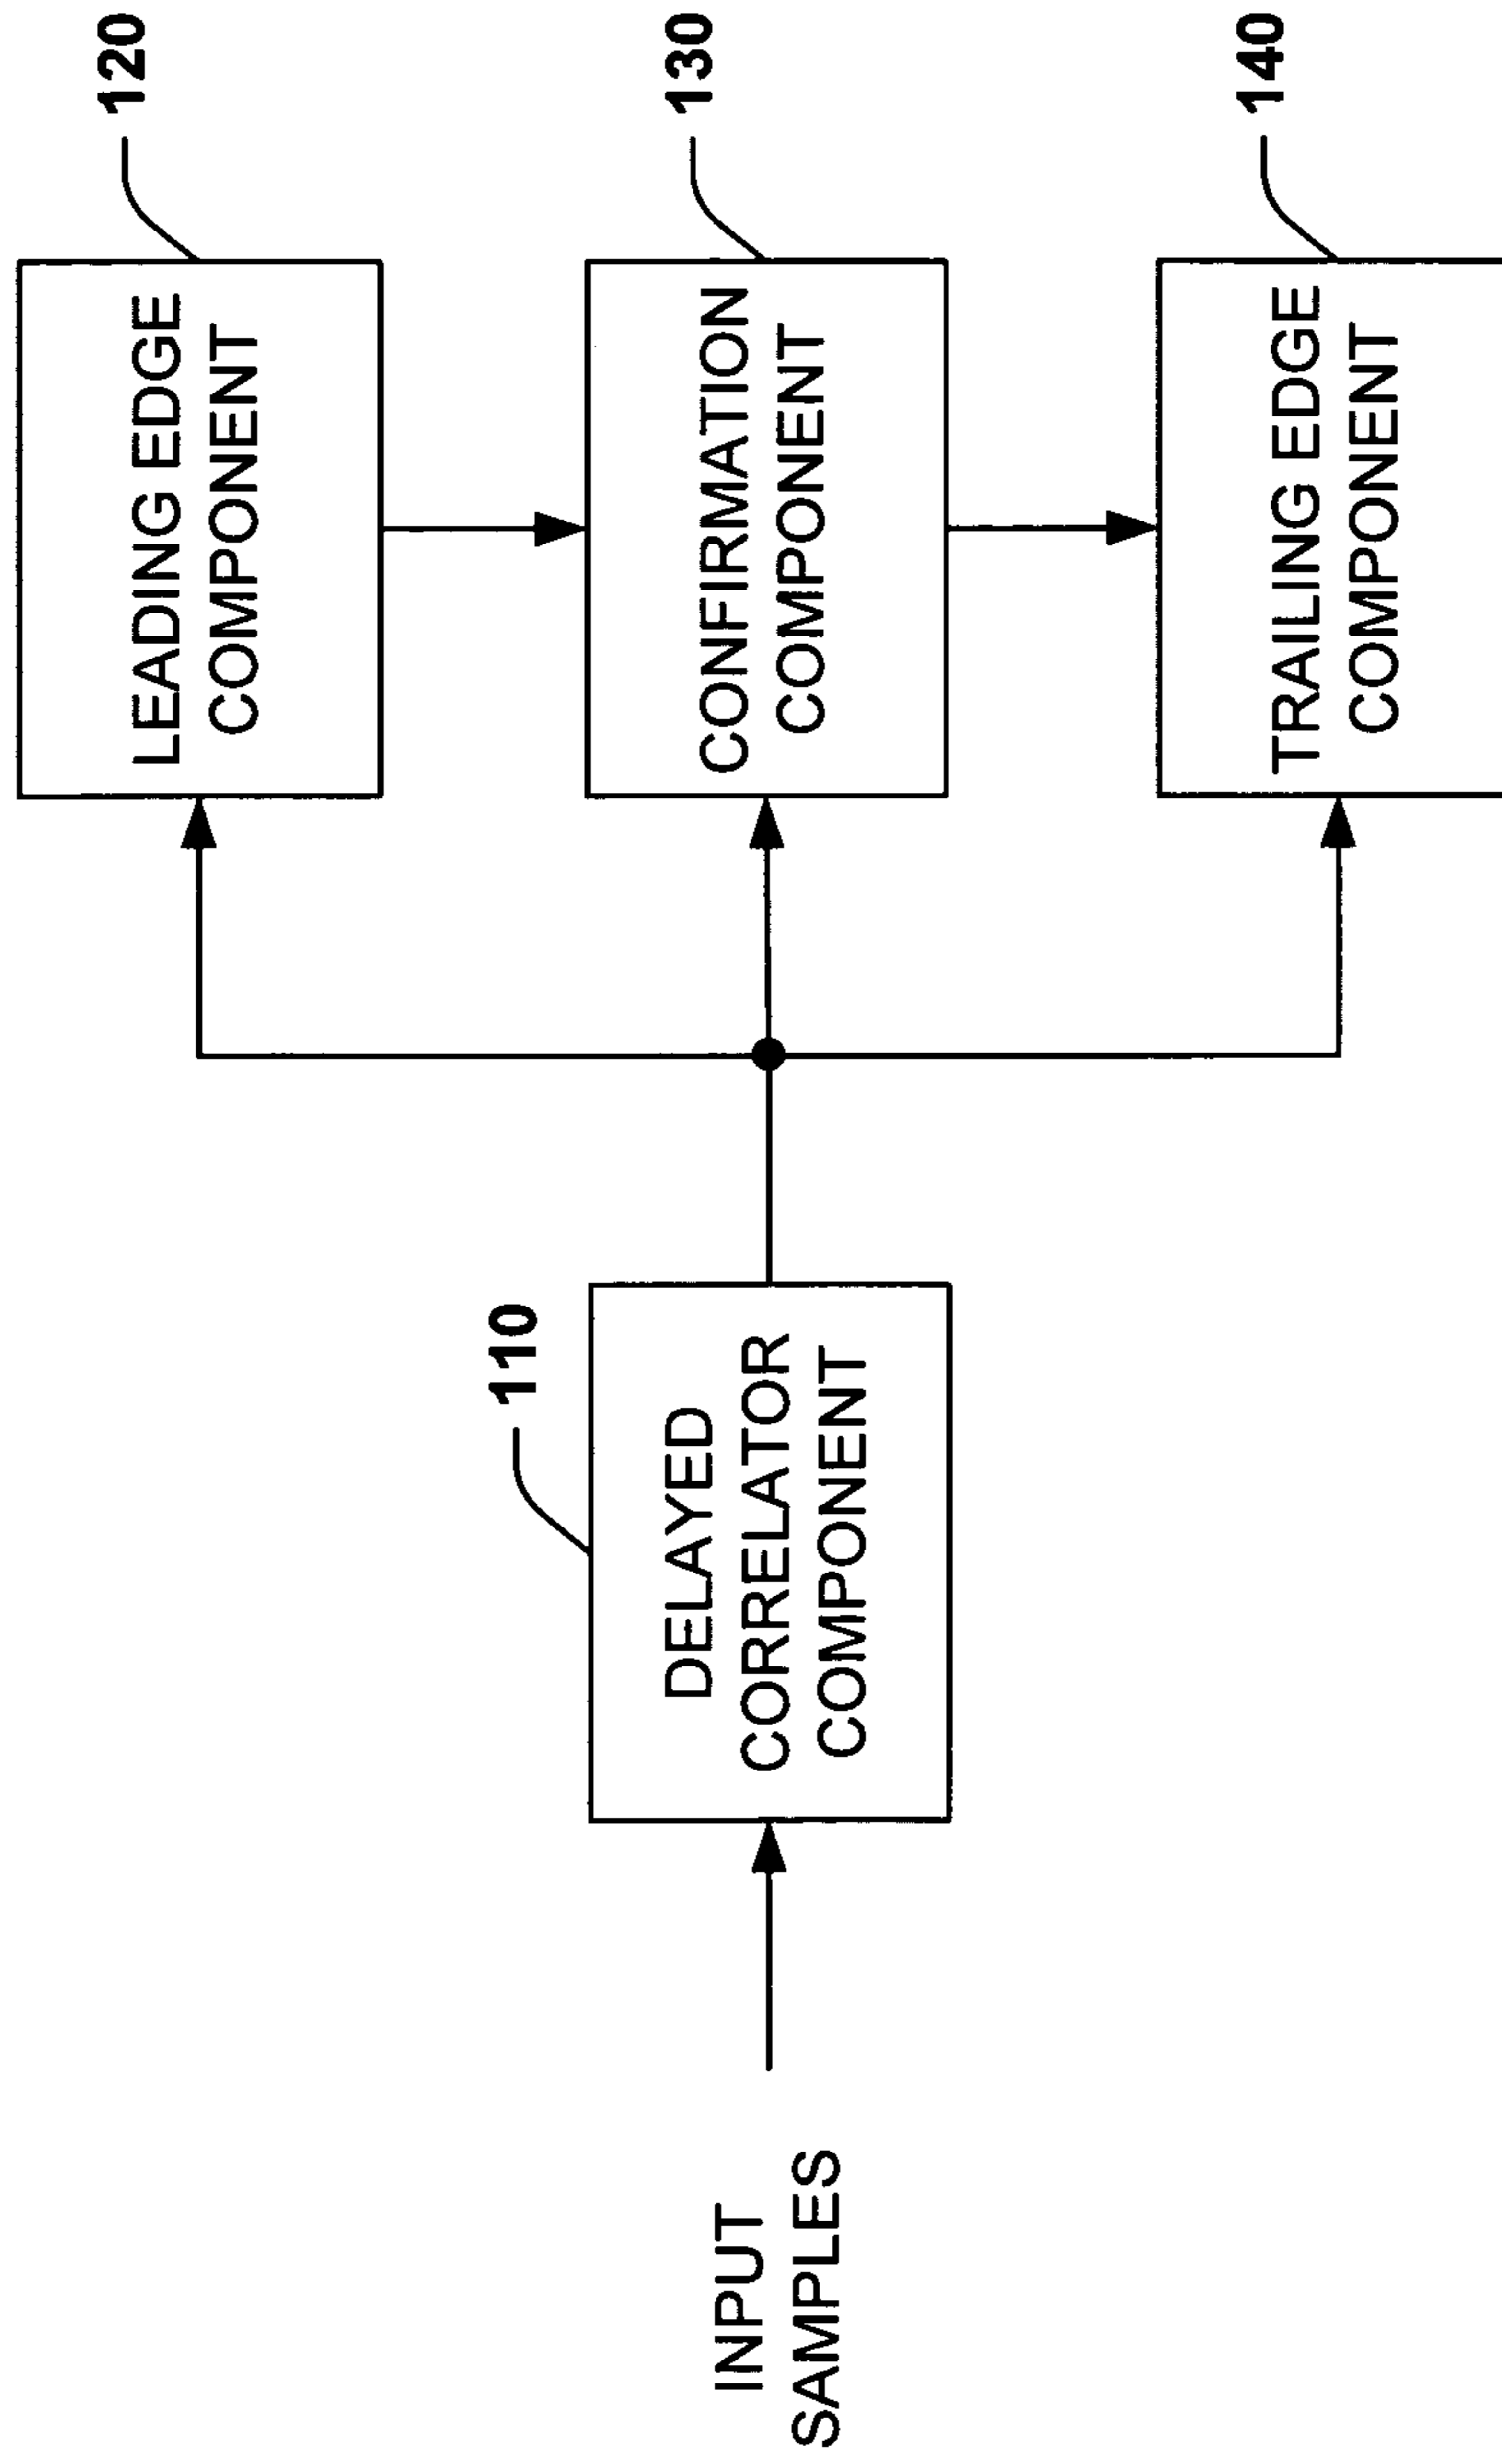 120
LEADING EDGE
COMPONENT
130
CONFIRMATION
COMPONENT
140
TRAILING EDGE
COMPONENT
110
DELAYED
CORRELATOR
COMPONENT
INPUT
SAMPLES